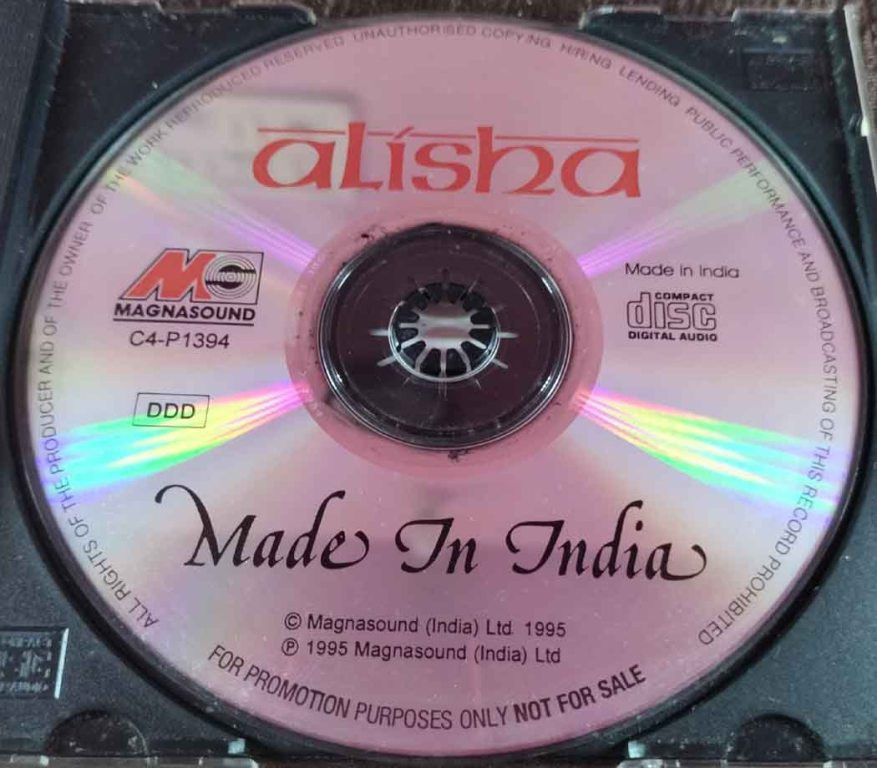 ALL RIGHTS OF THE PRODUCER AND OF THE OWNER OF THE WORK REPRODUCED RESERVED. UNAUTHORISED COPYING HIRING LENDING PUBLIC PERFORMANCE AND BROADCASTING OF THIS RECORD PROHIBITED
alisha
MAGNASOUND
C4-P1394
Made in India
COMPACT
disc
DIGITAL AUDIO
DDD
Made In India
© Magnasound (India) Ltd 1995
℗ 1995 Magnasound (India) Ltd
FOR PROMOTION PURPOSES ONLY NOT FOR SALE